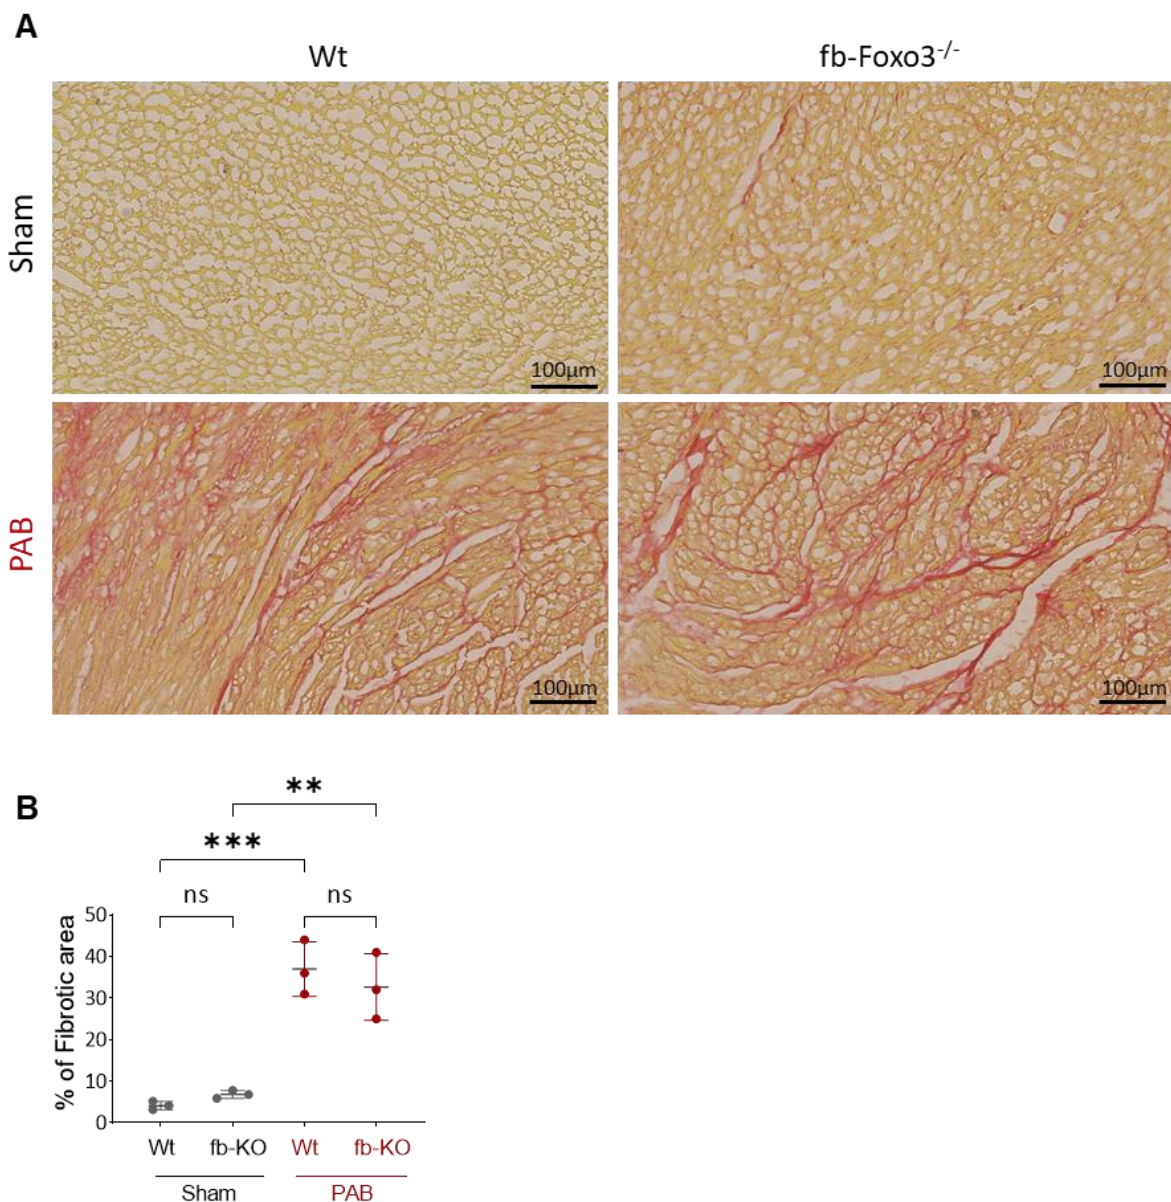 A
Wt fb-Foxo3-/-
Sham
100μm 100μm
PAB
100μm 100μm
B
**
***
ns ns
% of Fibrotic area
50
40
30
20
10
0
Wt fb-KO Wt fb-KO
Sham PAB